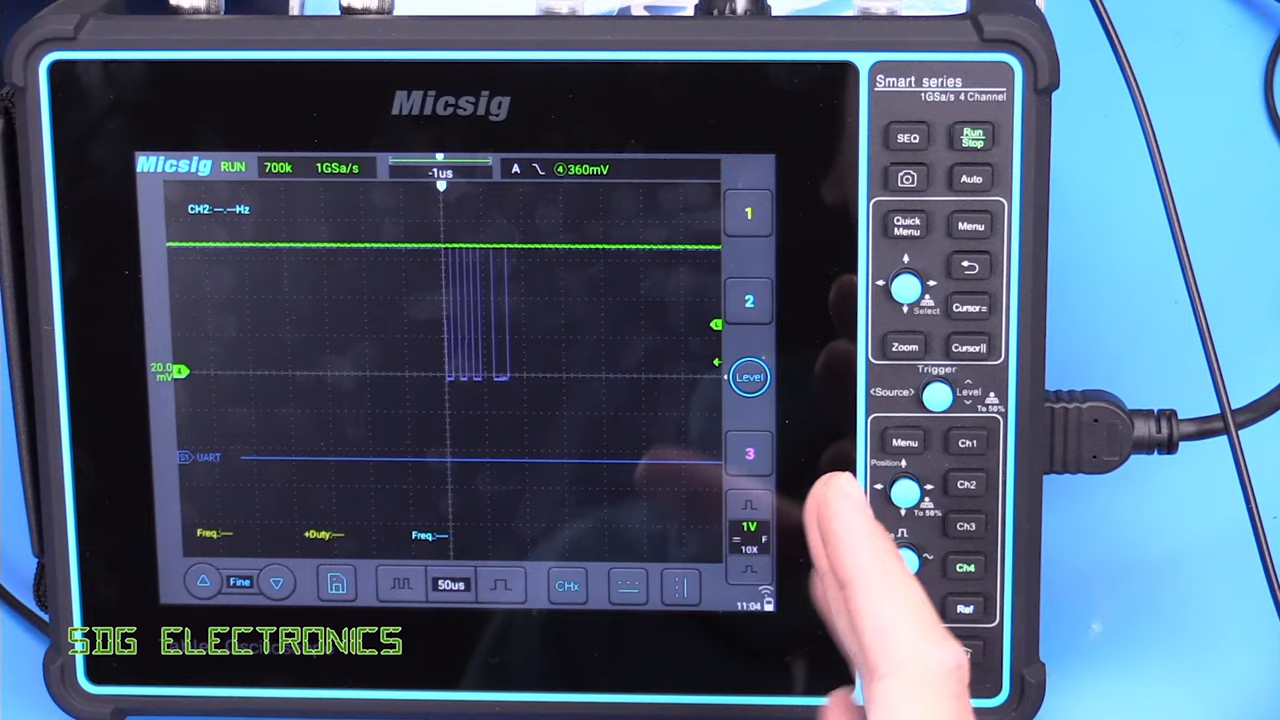 Micsig
Smart series
1GSa/s 4 Channel
SEQ
Run
Stop
Auto
Quick
Menu
Menu
Select
Cursor=
Zoom
Cursor||
Trigger
<Source>
Level
To 50%
Menu
Ch1
Position
Ch2
To 50%
Ch3
Ch4
Ref
Micsig RUN 700k 1GSa/s -1us A 4 360mV
CH2:--.--Hz
1
2
L
20.0
mV
4
Level
S1 UART
3
1V
F
10X
Freq:--- +Duty:--- Freq:---
Fine 50us CHx
11:04
SDG ELECTRONICS